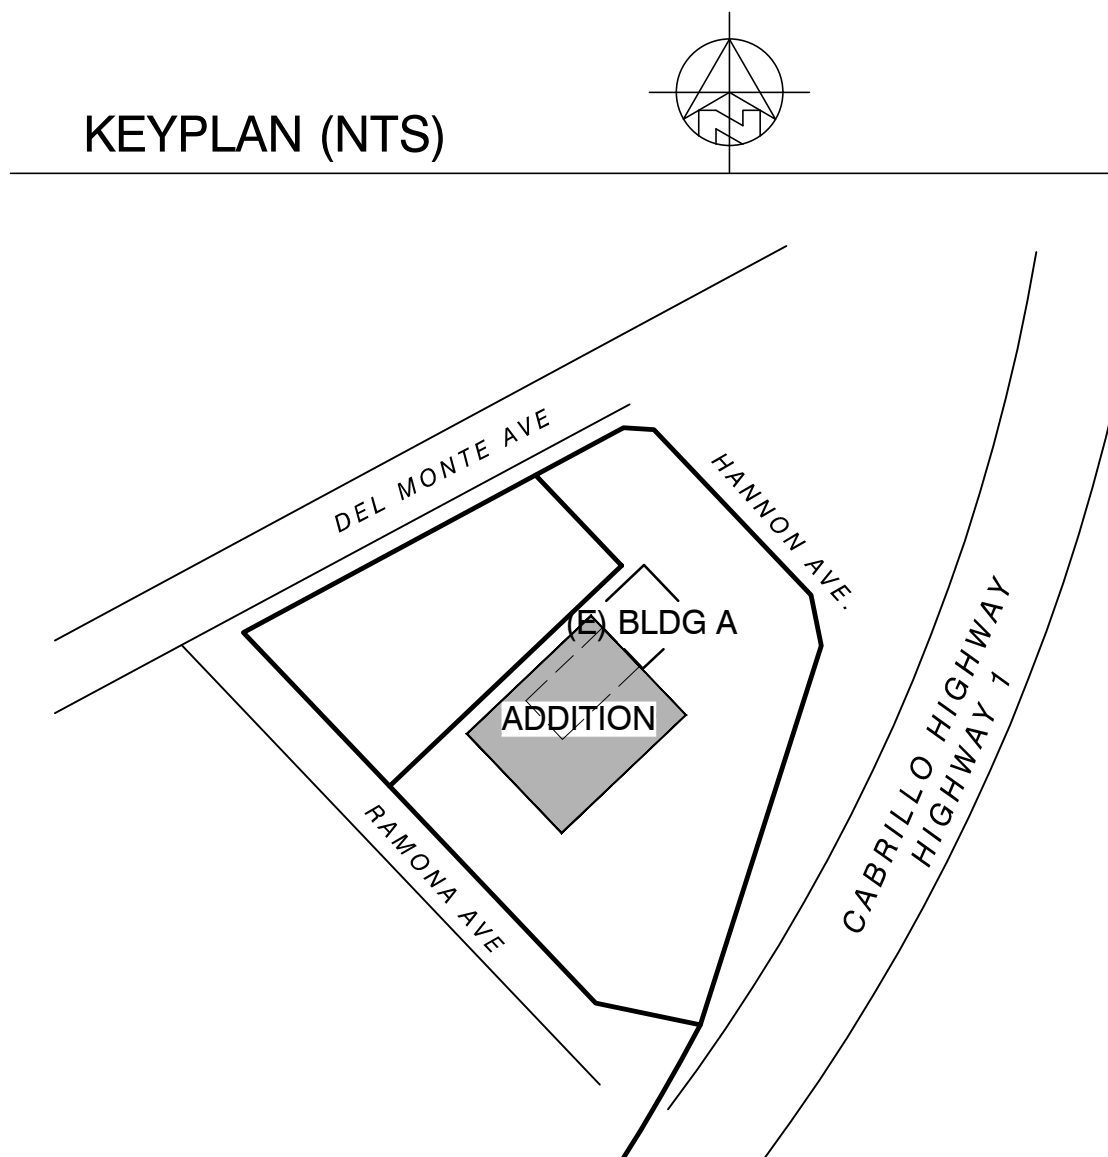 KEYPLAN (NTS)
N
DEL MONTE AVE
HANNON AVE.
(E) BLDG A
ADDITION
RAMONA AVE
CABRILLO HIGHWAY
HIGHWAY 1